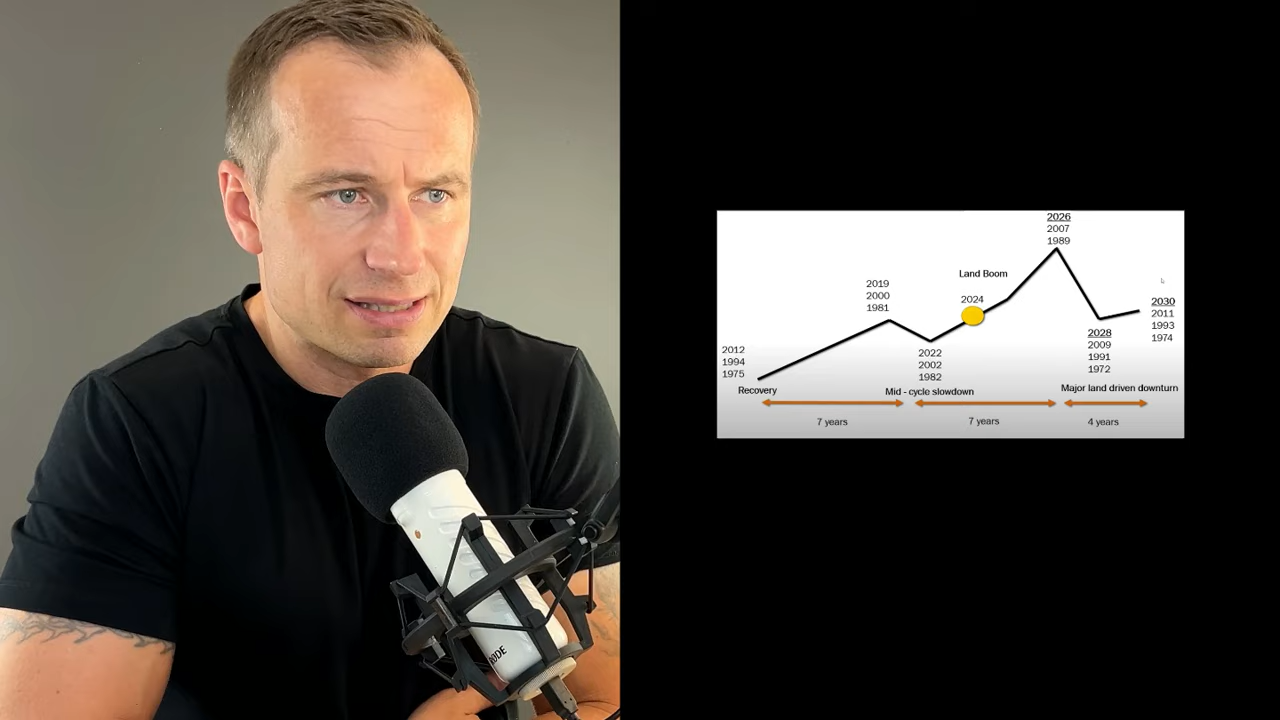 2026
2007
1989
Land Boom
2019
2000
1981
2024
2030
2011
1993
1974
2028
2009
1991
1972
2012
1994
1975
2022
2002
1982
Recovery
Mid - cycle slowdown
Major land driven downturn
7 years
7 years
4 years
RØDE